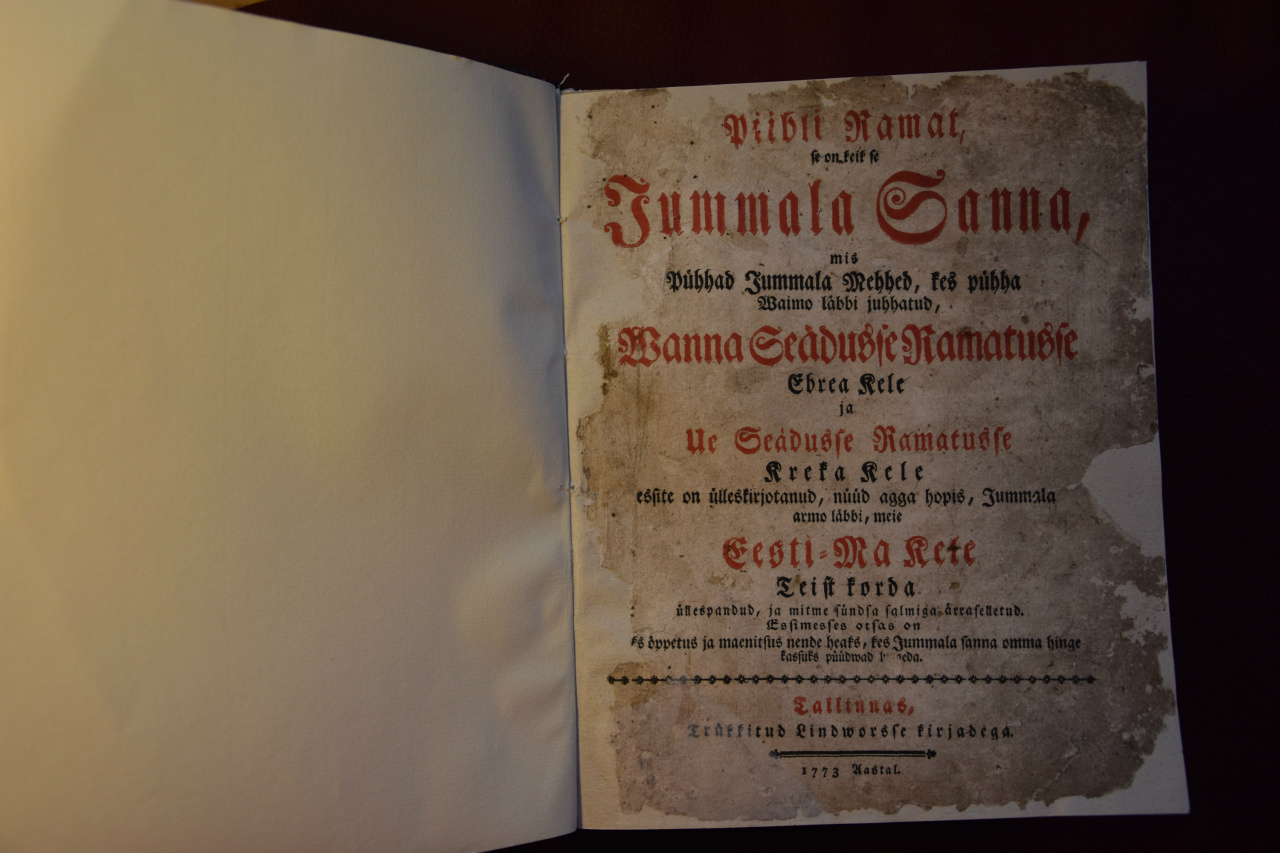 Piibli Ramat,
se on keik se
Jummala Sanna,
mis
Pühhad Jummala Mehhed, kes pühha
Waimo läbbi juhhatud,
Wanna Seädusse Ramatusse
Ebrea Kele
ja
Ue Seädusse Ramatusse
Kreka Kele
essite on ülleskirjotanud, nüüd agga hopis, Jummala
armo läbbi, meie
Eesti-Ma Kele
Teist korda
üllespandud, ja mitme sündsa salmiga ärraselletud.
Essimesses otsas on
öppetus ja maenitsus nende heaks, kes Jummala sanna omma hinge
kassuks püüdwad
Tallinnas,
Trükkitud Lindworsse kirjadega.
1773 Aastal.